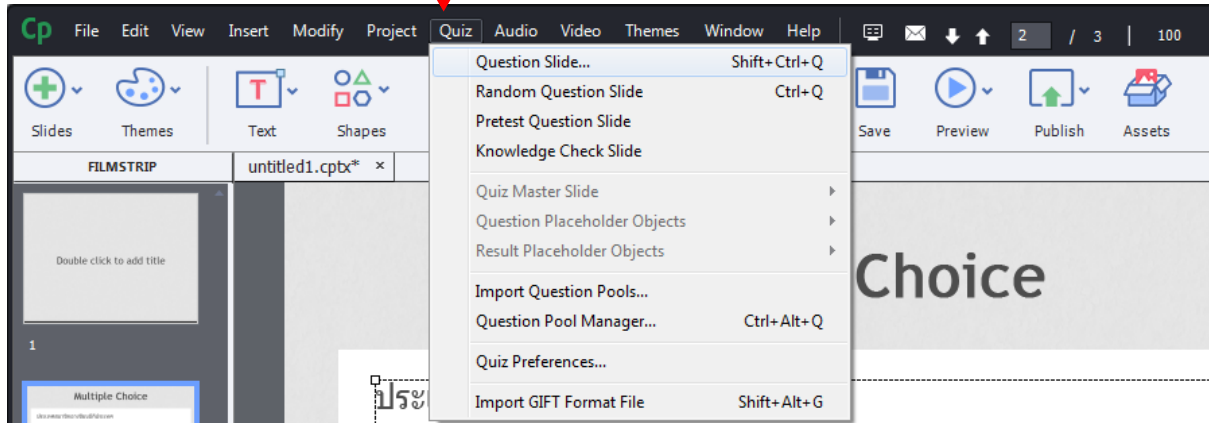 Cp File Edit View Insert Modify Project Quiz Audio Video Themes Window Help 2 / 3 | 100
Question Slide... Shift+Ctrl+Q
Random Question Slide Ctrl+Q
Pretest Question Slide
Knowledge Check Slide
Quiz Master Slide
Question Placeholder Objects
Result Placeholder Objects
Import Question Pools...
Question Pool Manager... Ctrl+Alt+Q
Quiz Preferences...
Import GIFT Format File Shift+Alt+G
Slides Themes Text Shapes Save Preview Publish Assets
FILMSTRIP untitled1.cptx* ×
Double click to add title
1
Multiple Choice
Choice